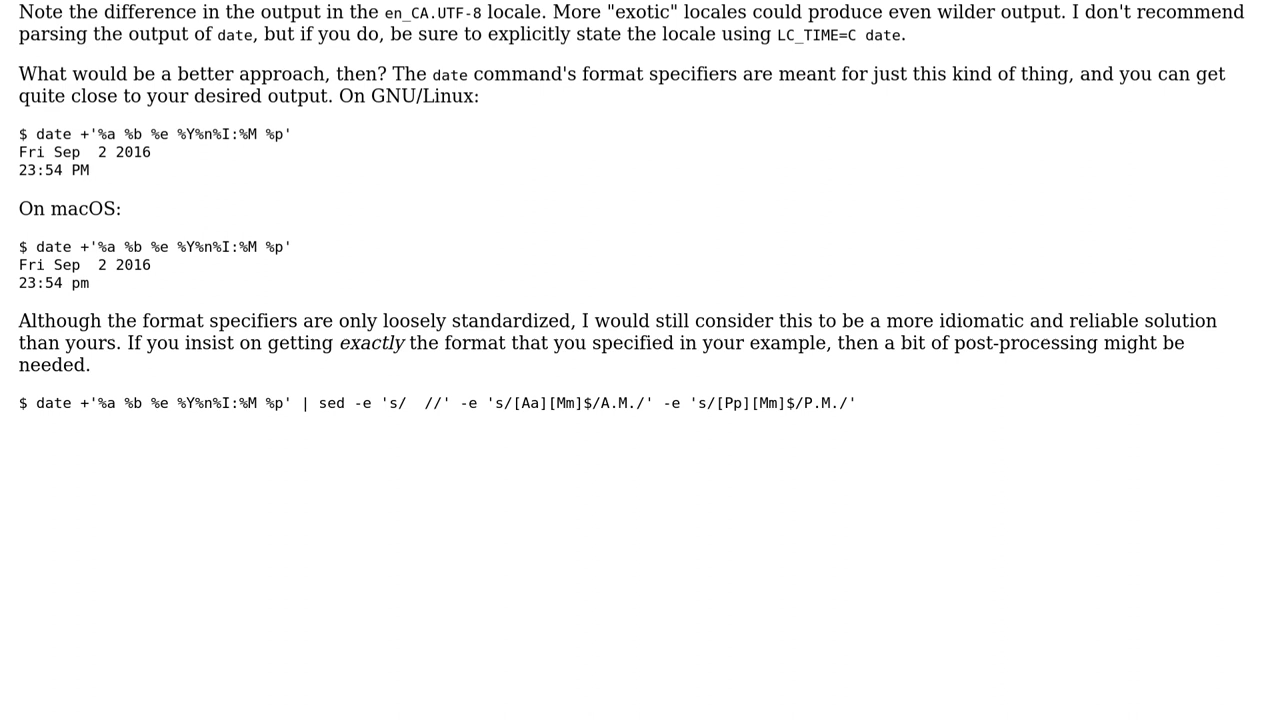 Note the difference in the output in the en_CA.UTF-8 locale. More "exotic" locales could produce even wilder output. I don't recommend
parsing the output of date, but if you do, be sure to explicitly state the locale using LC_TIME=C date.
What would be a better approach, then? The date command's format specifiers are meant for just this kind of thing, and you can get
quite close to your desired output. On GNU/Linux:
$ date +'%a %b %e %Y%n%I:%M %p'
Fri Sep  2 2016
23:54 PM
On macOS:
$ date +'%a %b %e %Y%n%I:%M %p'
Fri Sep  2 2016
23:54 pm
Although the format specifiers are only loosely standardized, I would still consider this to be a more idiomatic and reliable solution
than yours. If you insist on getting exactly the format that you specified in your example, then a bit of post-processing might be
needed.
$ date +'%a %b %e %Y%n%I:%M %p' | sed -e 's/  //' -e 's/[Aa][Mm]$/A.M./' -e 's/[Pp][Mm]$/P.M./'